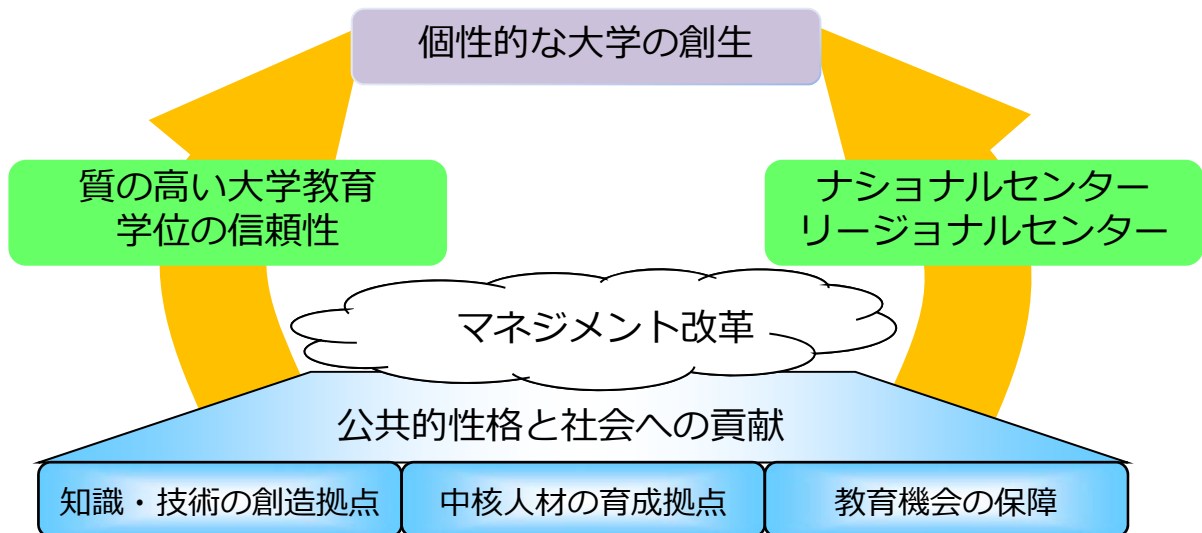 個性的な大学の創生
質の高い大学教育
学位の信頼性
ナショナルセンター
リージョナルセンター
マネジメント改革
公共的性格と社会への貢献
知識・技術の創造拠点
中核人材の育成拠点
教育機会の保障